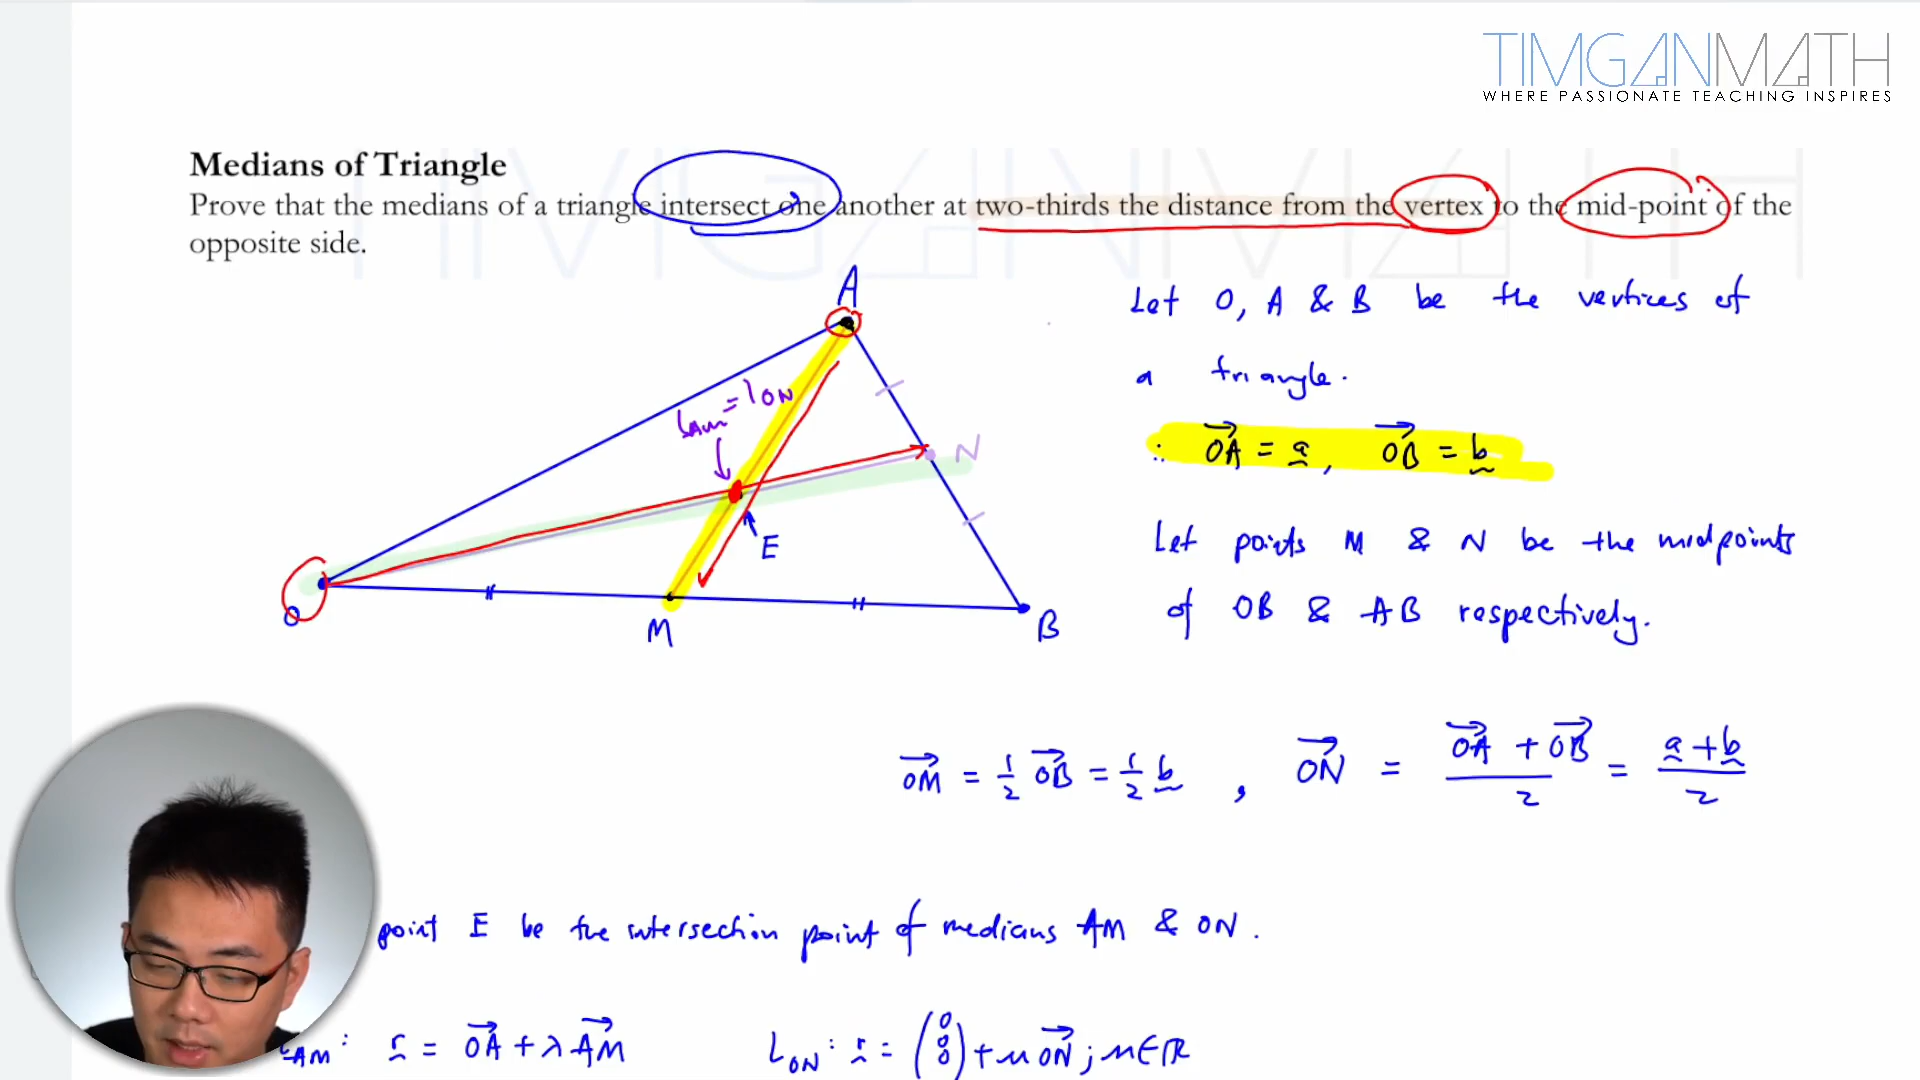 TIMGANMATH
WHERE PASSIONATE TEACHING INSPIRES
Medians of Triangle
Prove that the medians of a triangle intersect one another at two-thirds the distance from the vertex to the mid-point of the
opposite side.
A
Let O, A & B be the vertices of
a triangle.
l_AM = l_ON
N
∴ →OA = a, →OB = b
E
Let points M & N be the midpoints
of OB & AB respectively.
O
M
B
→OM = 1/2 →OB = 1/2 b, →ON = (→OA + →OB)/2 = (a + b)/2
point E be the intersection point of medians AM & ON.
L_AM: r = →OA + λ →AM
L_ON: r = (0 0 0) + μ →ON; μ ∈ ℝ